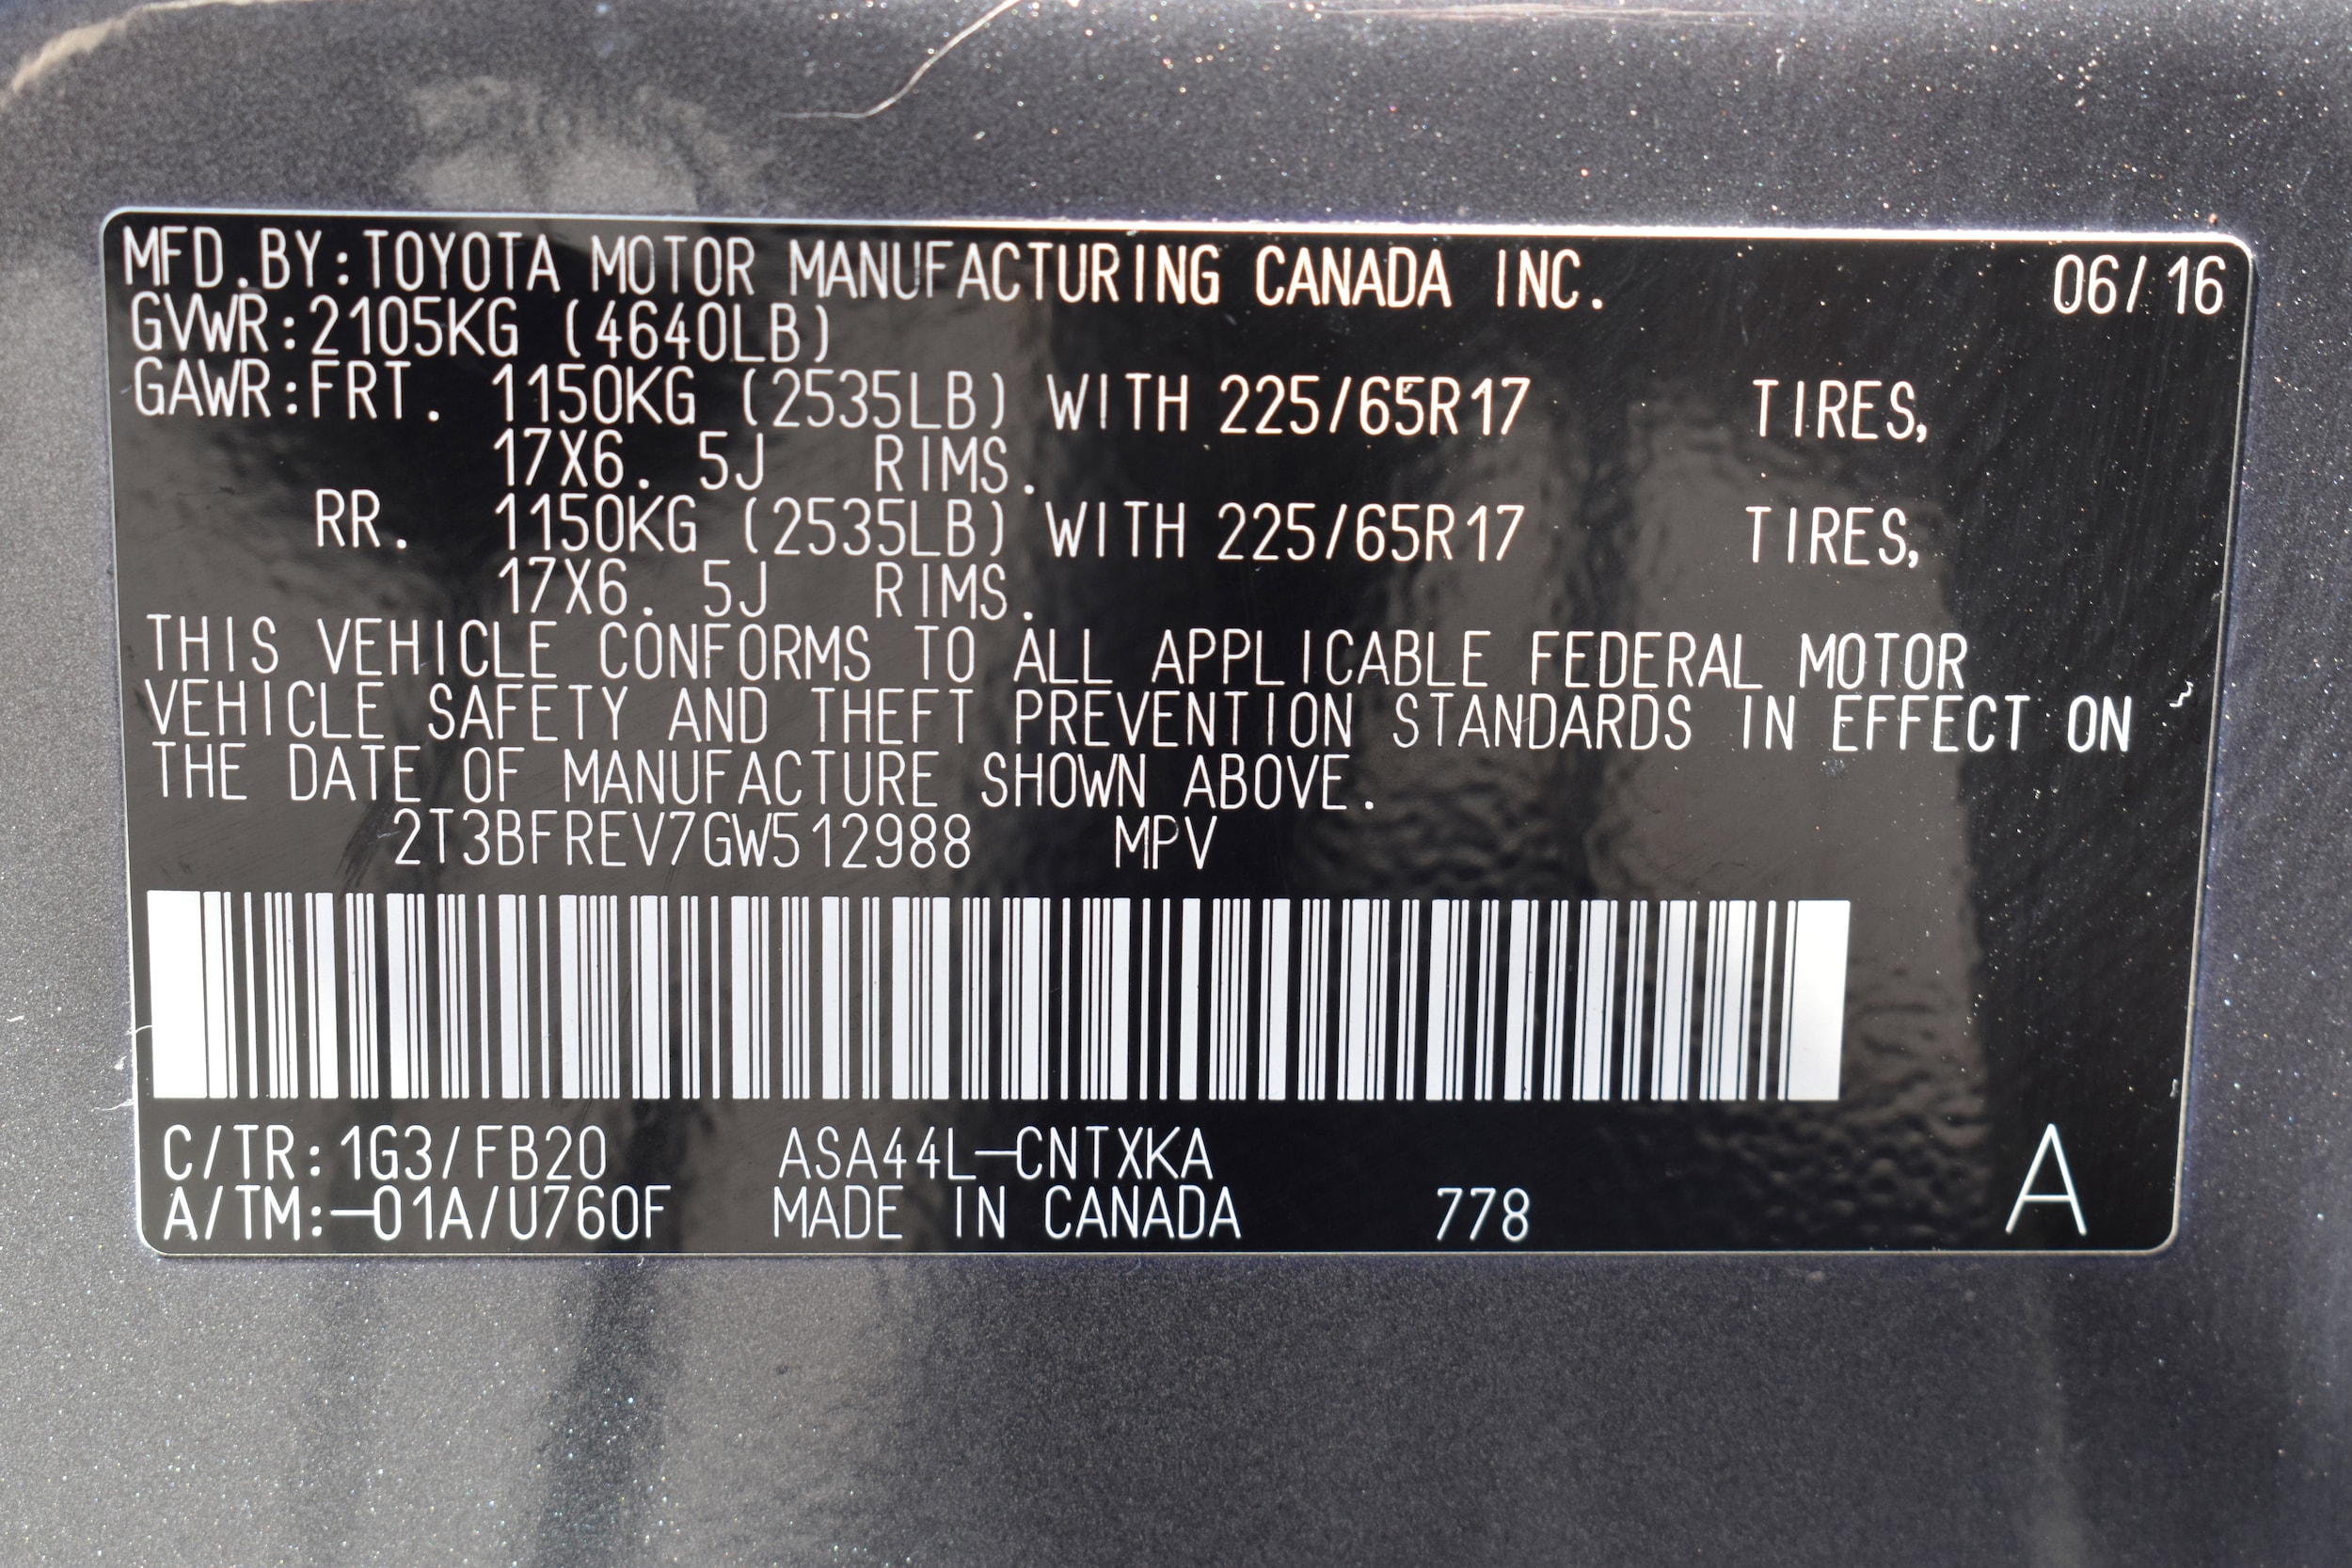 MFD.BY:TOYOTA MOTOR MANUFACTURING CANADA INC. 06/16
GVWR:2105KG (4640LB)
GAWR:FRT. 1150KG (2535LB) WITH 225/65R17 TIRES,
17X6. 5J RIMS.
RR. 1150KG (2535LB) WITH 225/65R17 TIRES,
17X6. 5J RIMS.
THIS VEHICLE CONFORMS TO ALL APPLICABLE FEDERAL MOTOR
VEHICLE SAFETY AND THEFT PREVENTION STANDARDS IN EFFECT ON
THE DATE OF MANUFACTURE SHOWN ABOVE.
2T3BFREV7GW512988 MPV
C/TR:1G3/FB20 ASA44L-CNTXKA
A/TM:-01A/U760F MADE IN CANADA 778 A